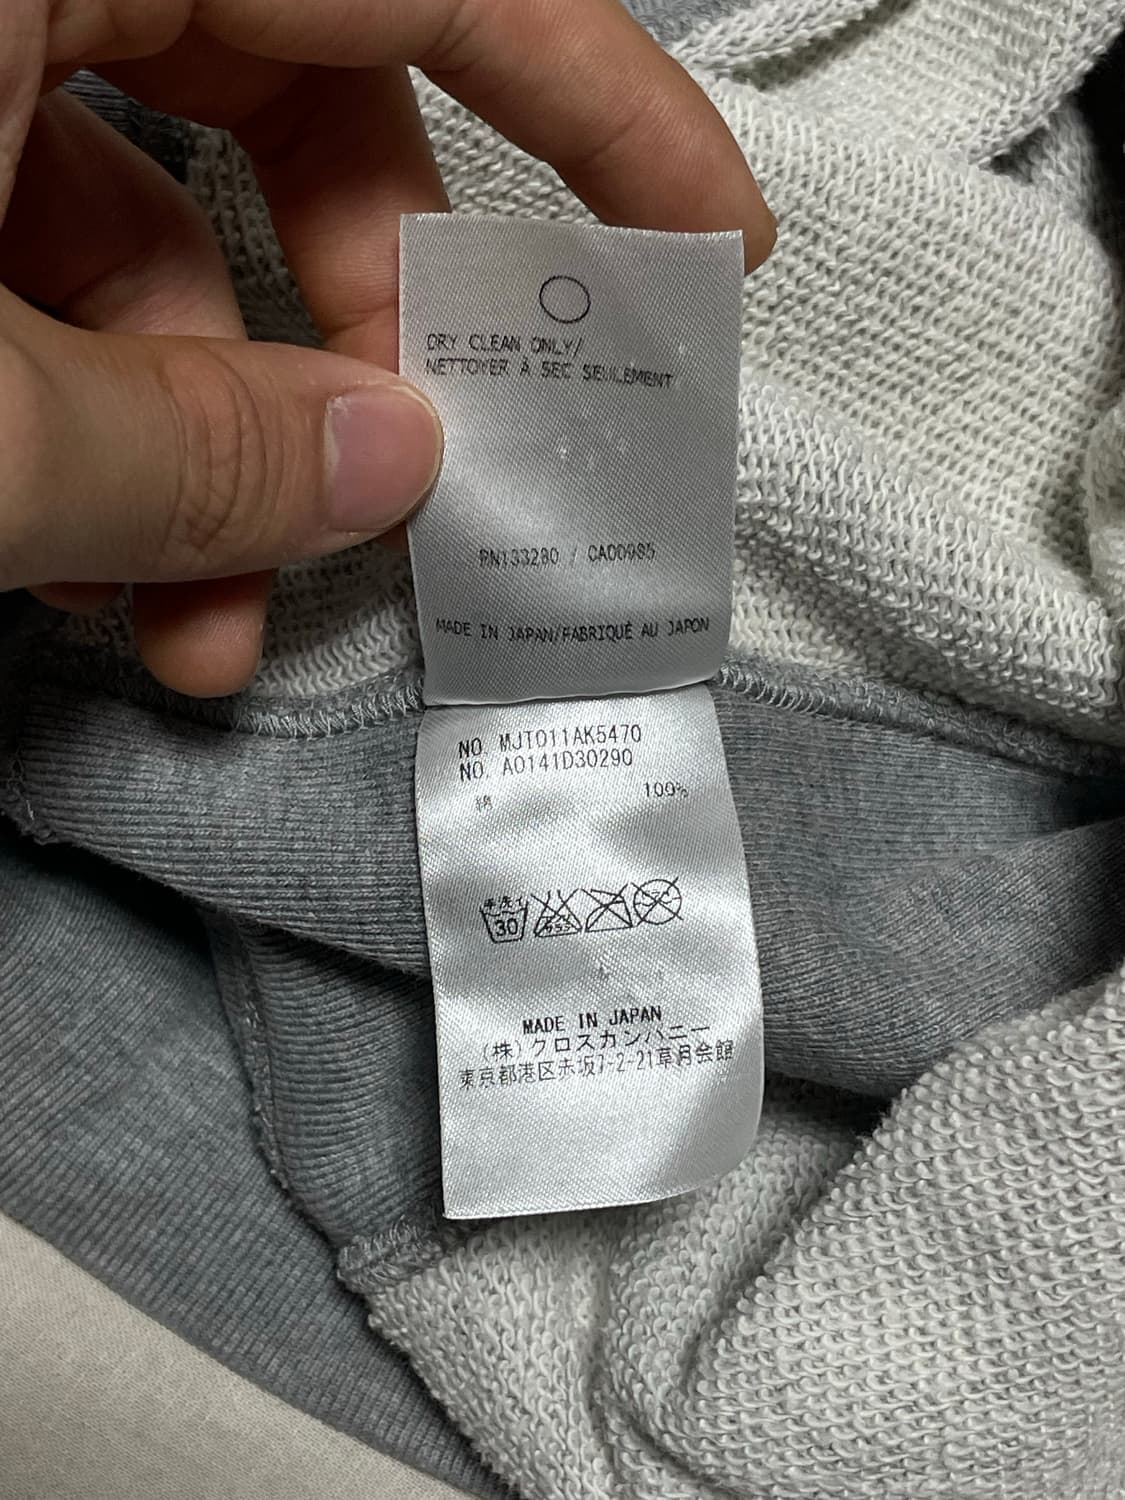 DRY CLEAN ONLY/
NETTOYER À SEC SEULEMENT
RN133280 / CA00985
MADE IN JAPAN/FABRIQUÉ AU JAPON
NO. MJT011AK5470
NO. A0141D30290
綿 100%
30
MADE IN JAPAN
(株)クロスカンパニー
東京都港区赤坂7-2-21草月会館